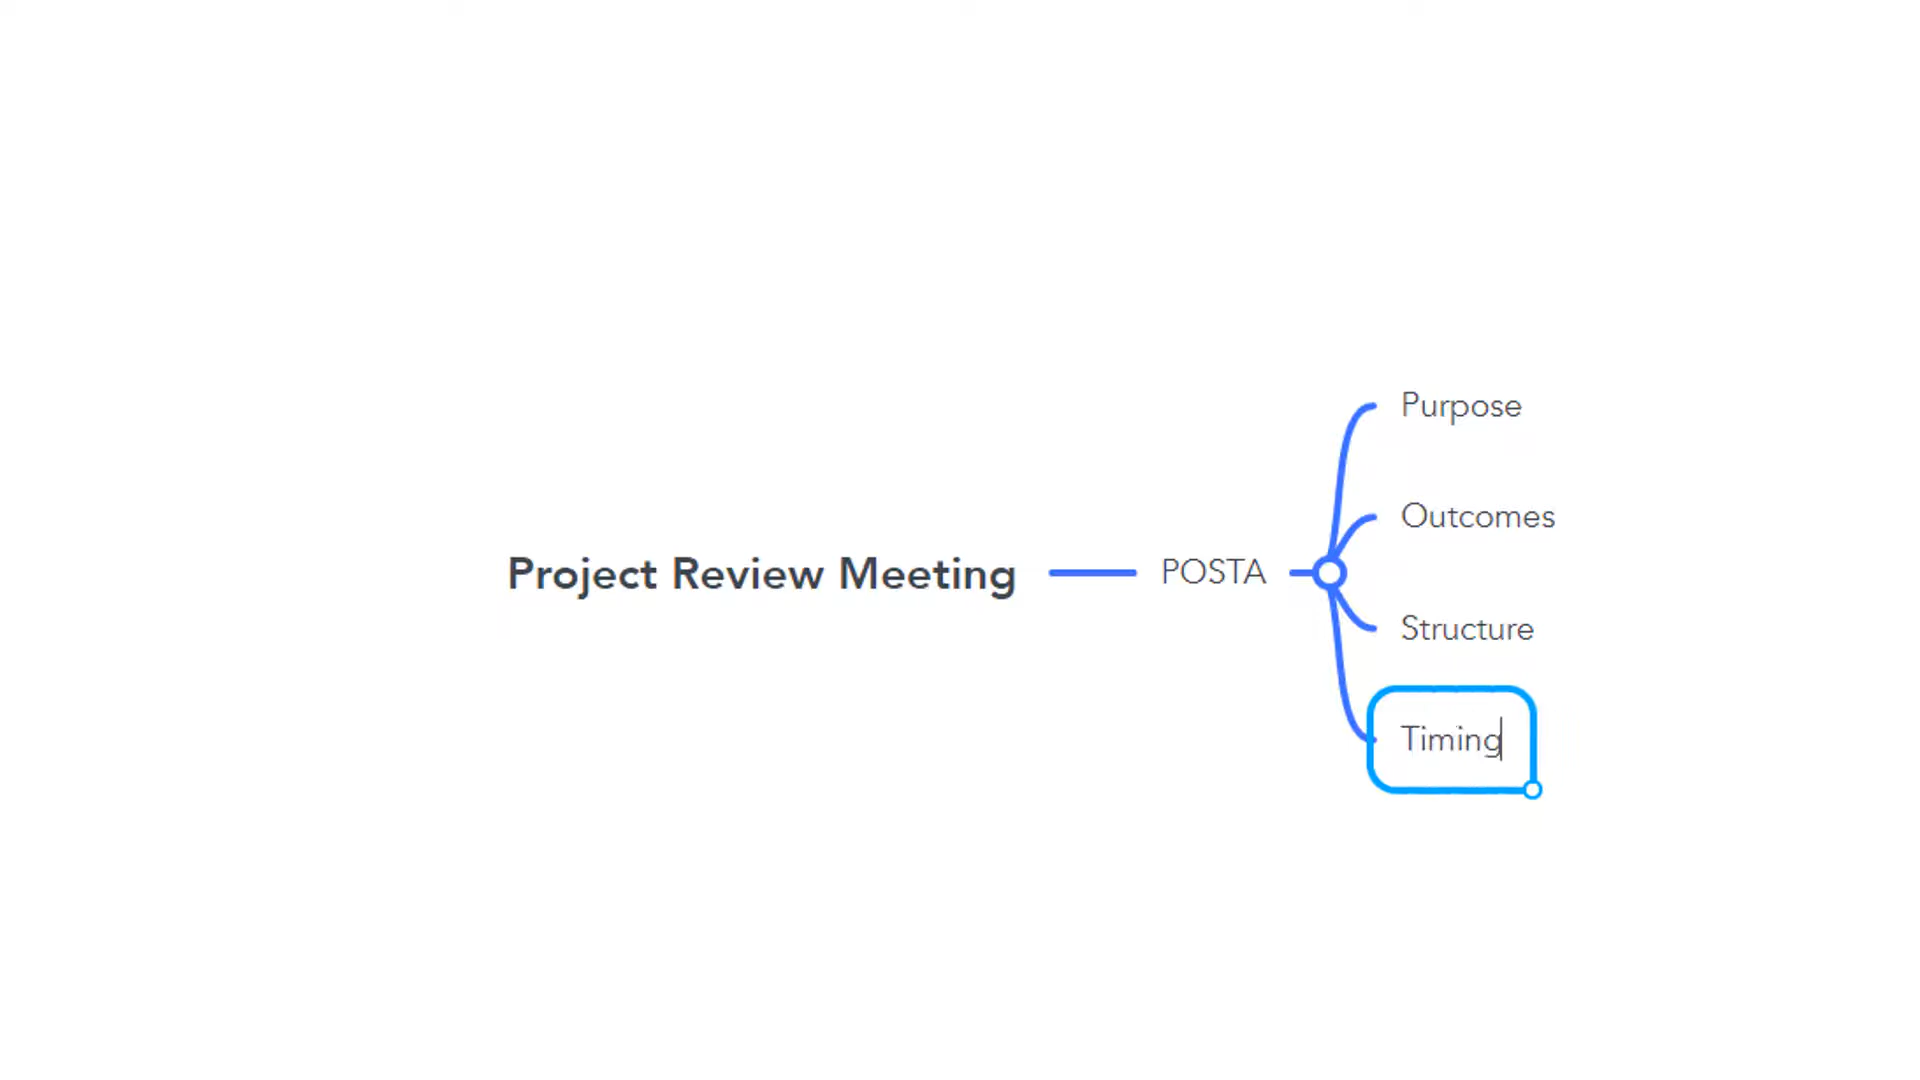 Project Review Meeting
POSTA
Purpose
Outcomes
Structure
Timing